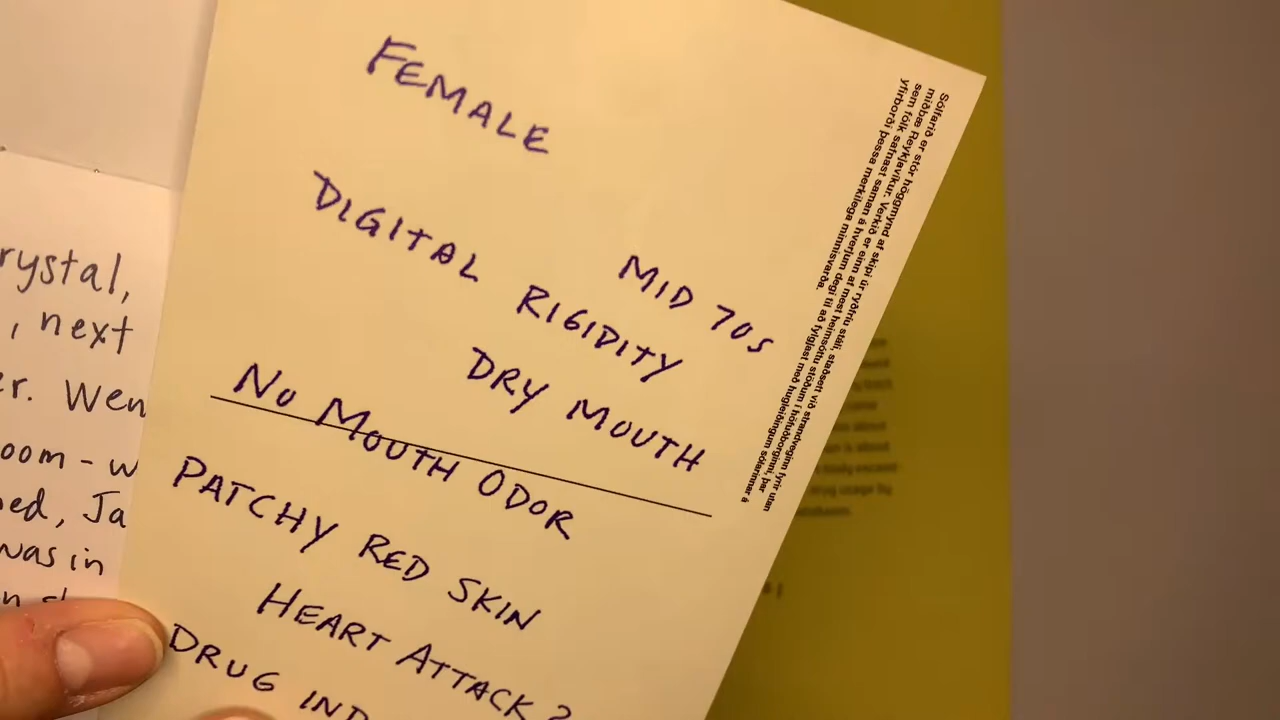 rystal,
, next
er. Wen
oom - w
ped, Ja
was in
FEMALE
MID 70S
DIGITAL RIGIDITY
DRY MOUTH
NO MOUTH ODOR
PATCHY RED SKIN
HEART ATTACK?
DRUG IND
Sólfarið er stór höggmynd af skipi úr ryðfríu stáli, staðsett við strandveginn fyrir utan
miðbæ Reykjavíkur. Verkið er einn af mest heimsóttu stöðum í höfuðborginni, þar
sem fólk safnast saman á hverjum degi til að fylgjast með hugleiðingum sólarinnar á
yfirborði þessa merkilega minnisvarða.